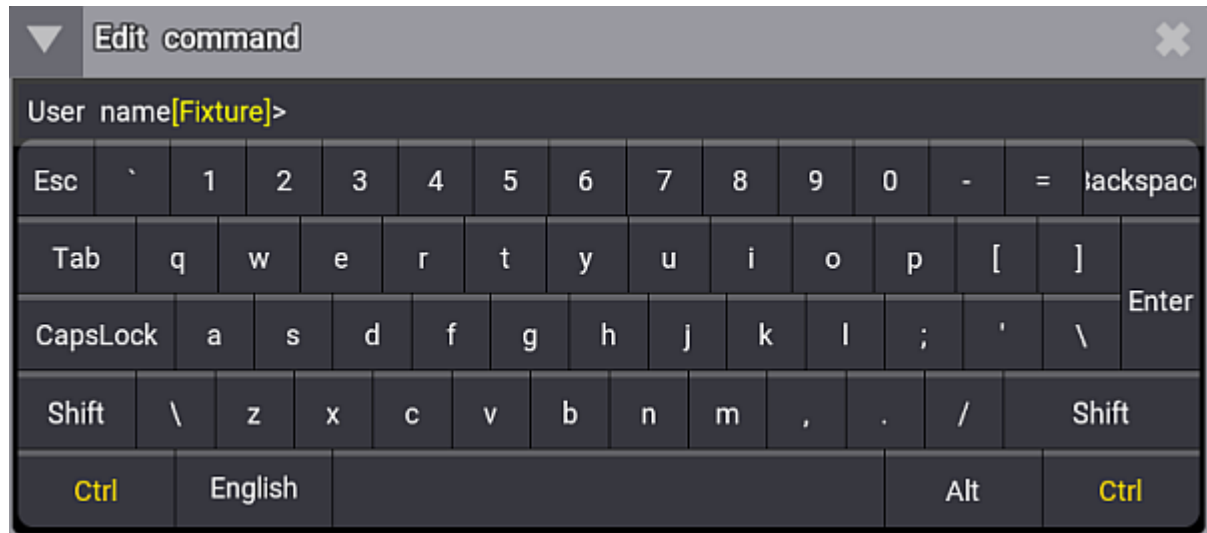 Edit command
User name[Fixture]>
Esc ` 1 2 3 4 5 6 7 8 9 0 - = Backspac
Tab q w e r t y u i o p [ ]
Enter
CapsLock a s d f g h j k l ; ' \
Shift \ z x c v b n m , . / Shift
Ctrl English Alt Ctrl